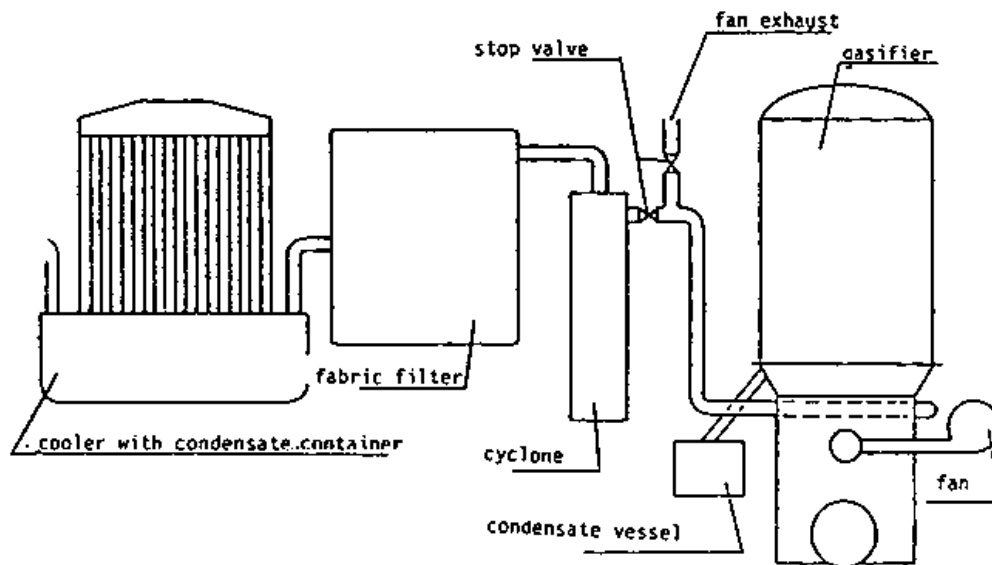 fan exhaust
stop valve
gasifier
fabric filter
cooler with condensate container
cyclone
fan
condensate vessel